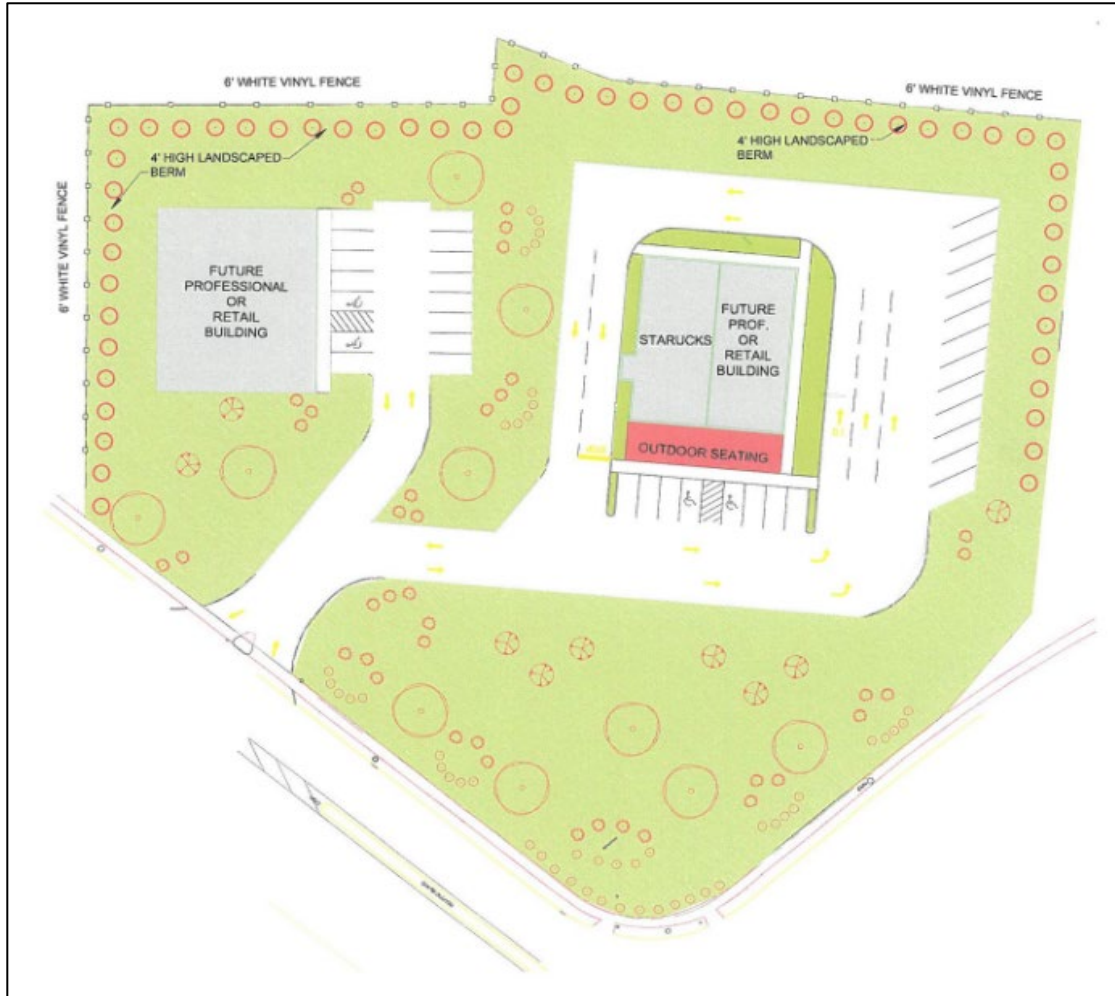 6' WHITE VINYL FENCE
6' WHITE VINYL FENCE
4' HIGH LANDSCAPED
BERM
4' HIGH LANDSCAPED
BERM
6' WHITE VINYL FENCE
FUTURE
PROFESSIONAL
OR
RETAIL
BUILDING
STARUCKS
FUTURE
PROF.
OR
RETAIL
BUILDING
OUTDOOR SEATING